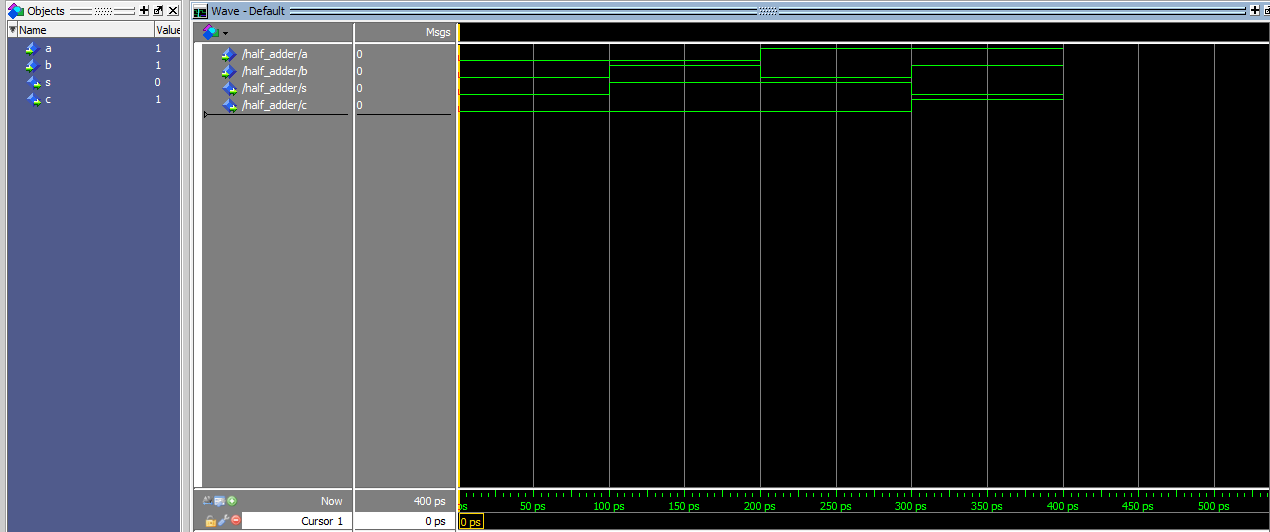 Objects
Name Value
a 1
b 1
s 0
c 1
Wave - Default
Msgs
/half_adder/a 0
/half_adder/b 0
/half_adder/s 0
/half_adder/c 0
Now 400 ps
Cursor 1 0 ps
ps 50 ps 100 ps 150 ps 200 ps 250 ps 300 ps 350 ps 400 ps 450 ps 500 ps
0 ps